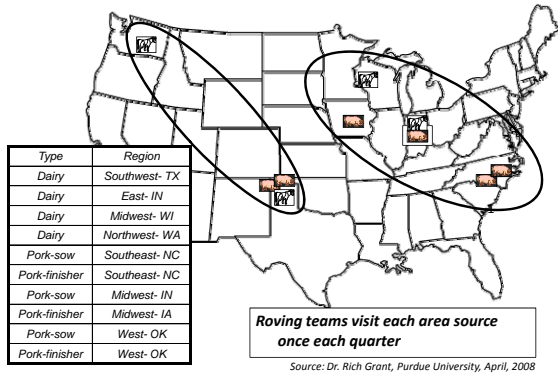 Type Region
Dairy Southwest- TX
Dairy East- IN
Dairy Midwest- WI
Dairy Northwest- WA
Pork-sow Southeast- NC
Pork-finisher Southeast- NC
Pork-sow Midwest- IN
Pork-finisher Midwest- IA
Pork-sow West- OK
Pork-finisher West- OK
Roving teams visit each area source
once each quarter
Source: Dr. Rich Grant, Purdue University, April, 2008